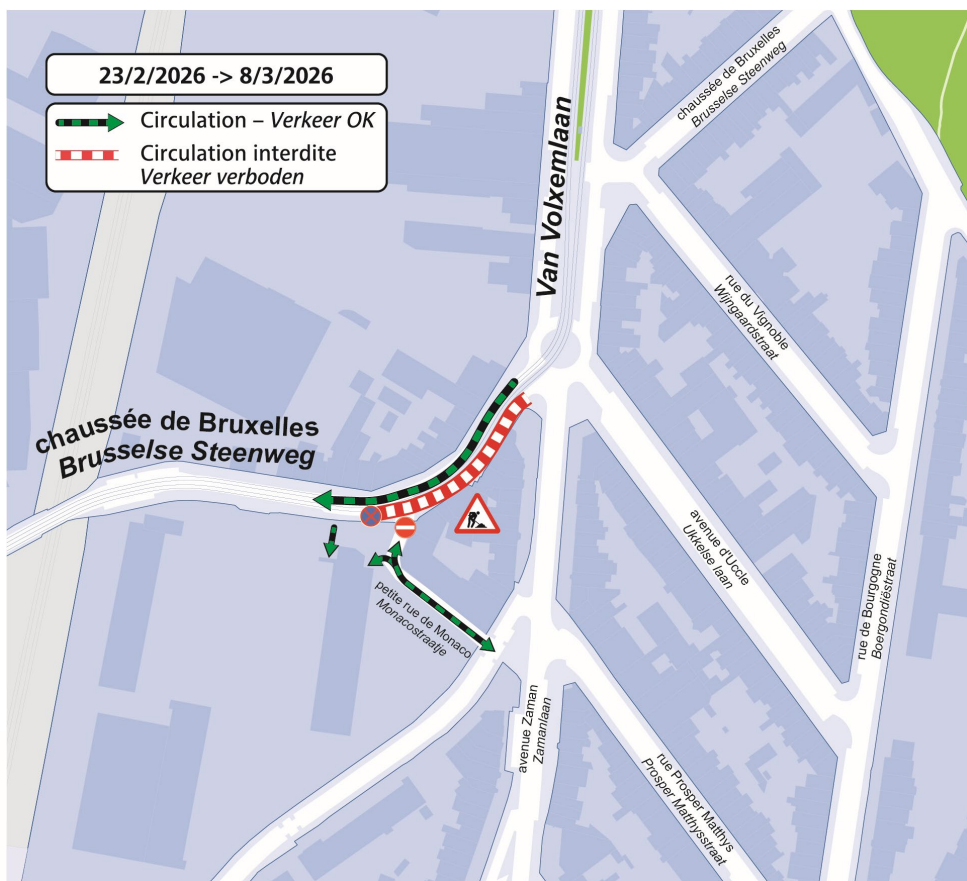 23/2/2026 -> 8/3/2026
Circulation – Verkeer OK
Circulation interdite
Verkeer verboden
chaussée de Bruxelles
Brusselse Steenweg
Van Volxemlaan
rue du Vignoble
Wijngaardstraat
chaussée de Bruxelles
Brusselse Steenweg
avenue d'Uccle
Ukkelse laan
rue de Bourgogne
Boergondiëstraat
petite rue de Monaco
Monacostraatje
avenue Zaman
Zamanlaan
rue Prosper Matthys
Prosper Matthysstraat